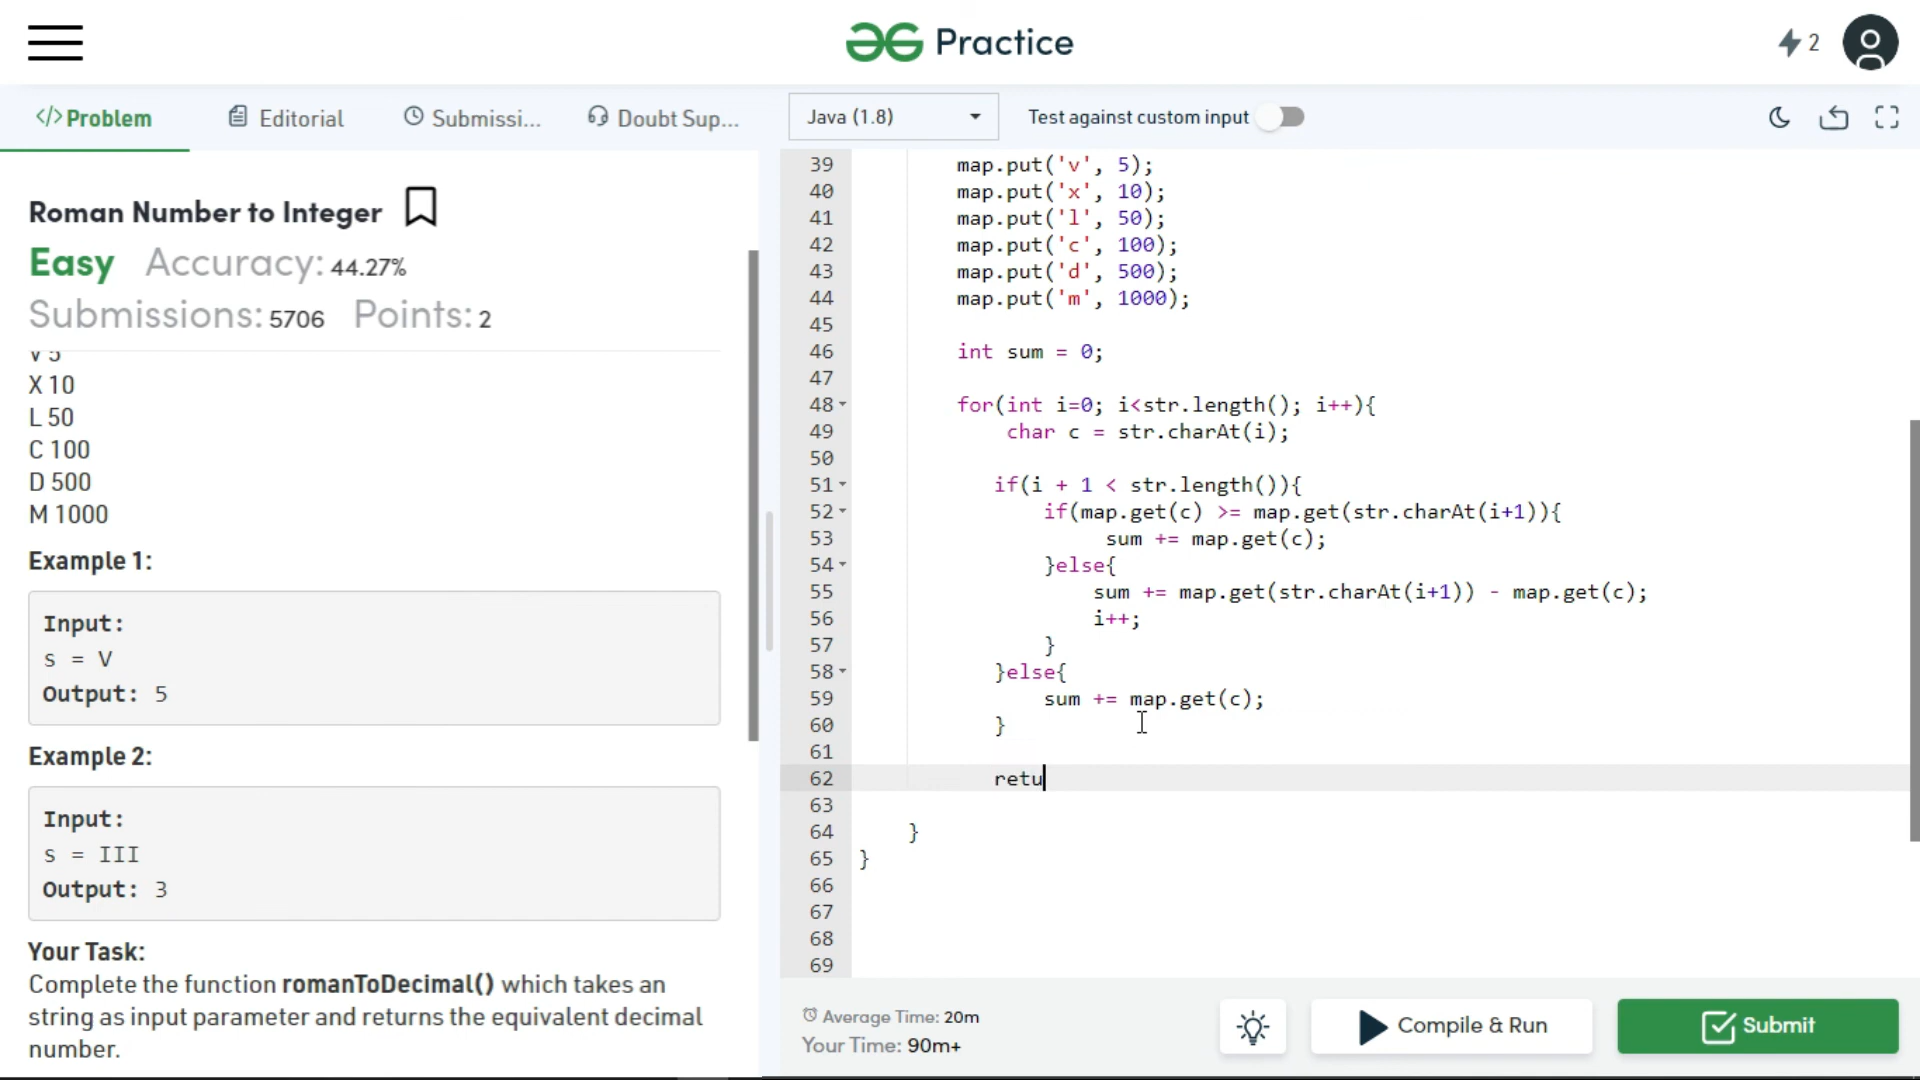 Practice
2
</> Problem
Editorial
Submissi...
Doubt Sup...
Java (1.8)
Test against custom input
Roman Number to Integer
Easy Accuracy: 44.27%
Submissions: 5706 Points: 2
V 5
X 10
L 50
C 100
D 500
M 1000
Example 1:
Input:
s = V
Output: 5
Example 2:
Input:
s = III
Output: 3
Your Task:
Complete the function romanToDecimal() which takes an
string as input parameter and returns the equivalent decimal
number.
39 map.put('v', 5);
40 map.put('x', 10);
41 map.put('l', 50);
42 map.put('c', 100);
43 map.put('d', 500);
44 map.put('m', 1000);
45
46 int sum = 0;
47
48 for(int i=0; i<str.length(); i++){
49 char c = str.charAt(i);
50
51 if(i + 1 < str.length()){
52 if(map.get(c) >= map.get(str.charAt(i+1)){
53 sum += map.get(c);
54 }else{
55 sum += map.get(str.charAt(i+1)) - map.get(c);
56 i++;
57 }
58 }else{
59 sum += map.get(c);
60 }
61
62 retu
63
64 }
65 }
66
67
68
69
Average Time: 20m
Your Time: 90m+
Compile & Run
Submit